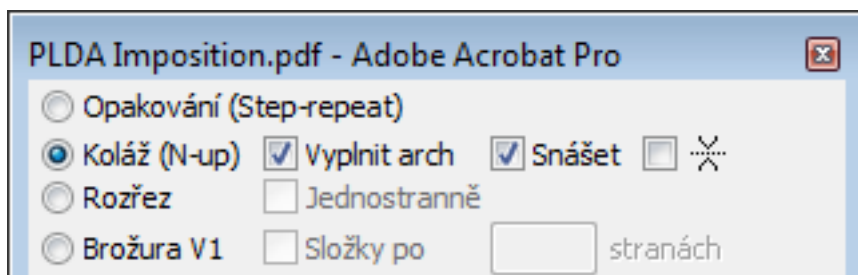 PLDA Imposition.pdf - Adobe Acrobat Pro
Opakování (Step-repeat)
Koláž (N-up) Vyplnit arch Snášet
Rozřez Jednostranně
Brožura V1 Složky po stranách